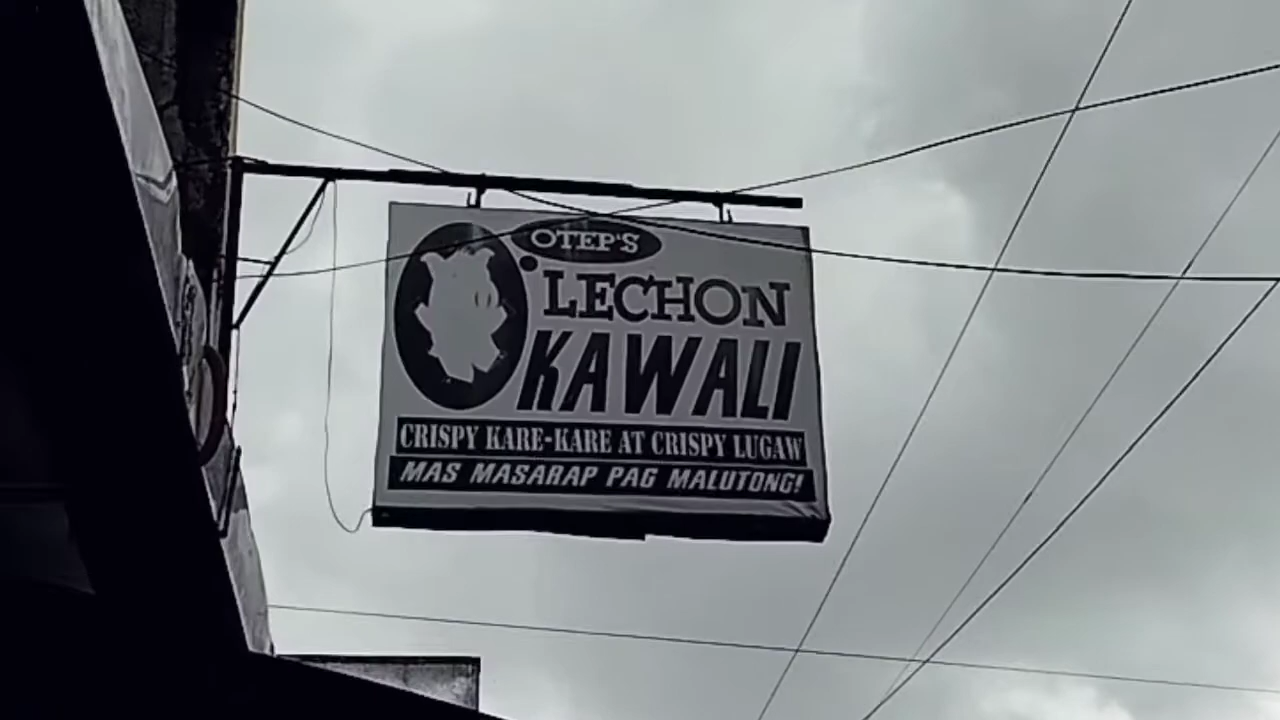 OTEP'S
LECHON
KAWALI
CRISPY KARE-KARE AT CRISPY LUGAW
MAS MASARAP PAG MALUTONG!